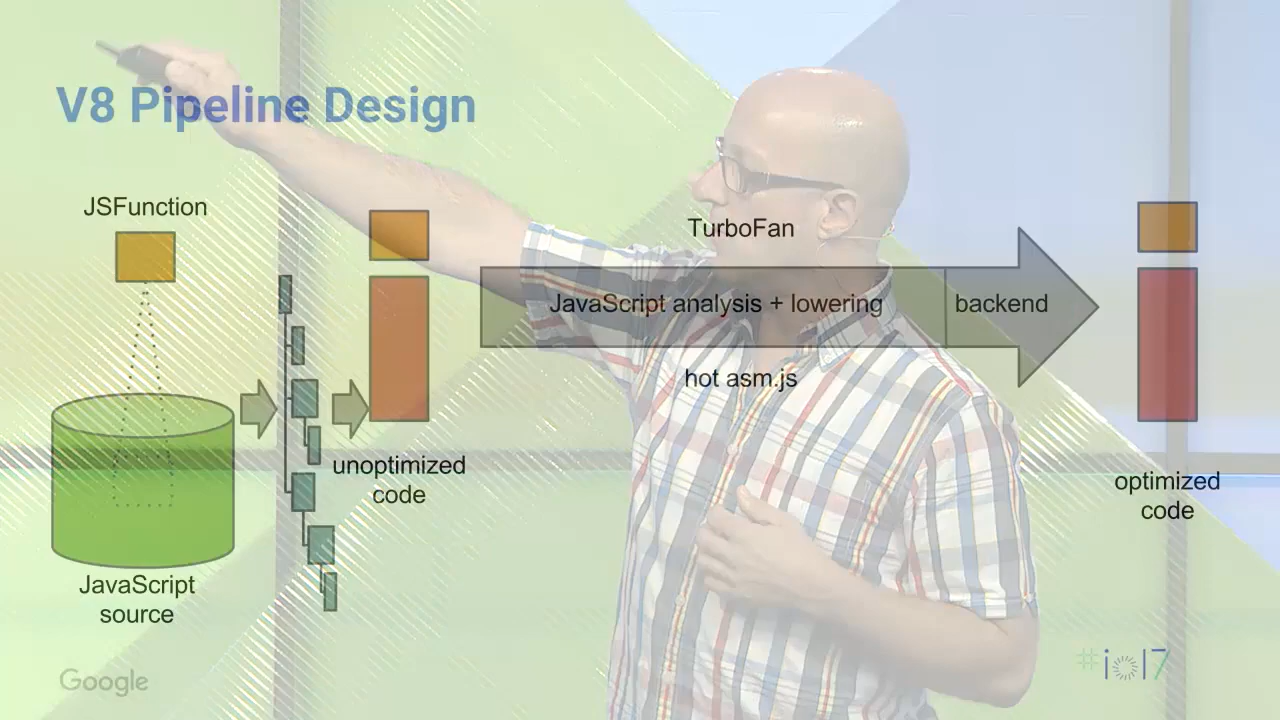 V8 Pipeline Design
JSFunction
TurboFan
JavaScript analysis + lowering
backend
hot asm.js
unoptimized
code
optimized
code
JavaScript
source
Google
#io17